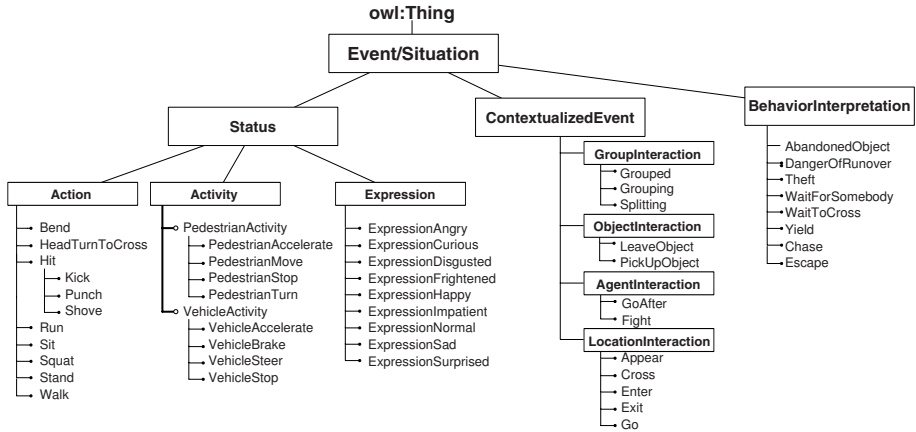 owl:Thing
Event/Situation
Status
ContextualizedEvent
BehaviorInterpretation
Action
Bend
HeadTurnToCross
Hit
Kick
Punch
Shove
Run
Sit
Squat
Stand
Walk
Activity
PedestrianActivity
PedestrianAccelerate
PedestrianMove
PedestrianStop
PedestrianTurn
VehicleActivity
VehicleAccelerate
VehicleBrake
VehicleSteer
VehicleStop
Expression
ExpressionAngry
ExpressionCurious
ExpressionDisgusted
ExpressionFrightened
ExpressionHappy
ExpressionImpatient
ExpressionNormal
ExpressionSad
ExpressionSurprised
GroupInteraction
Grouped
Grouping
Splitting
ObjectInteraction
LeaveObject
PickUpObject
AgentInteraction
GoAfter
Fight
LocationInteraction
Appear
Cross
Enter
Exit
Go
AbandonedObject
DangerOfRunover
Theft
WaitForSomebody
WaitToCross
Yield
Chase
Escape